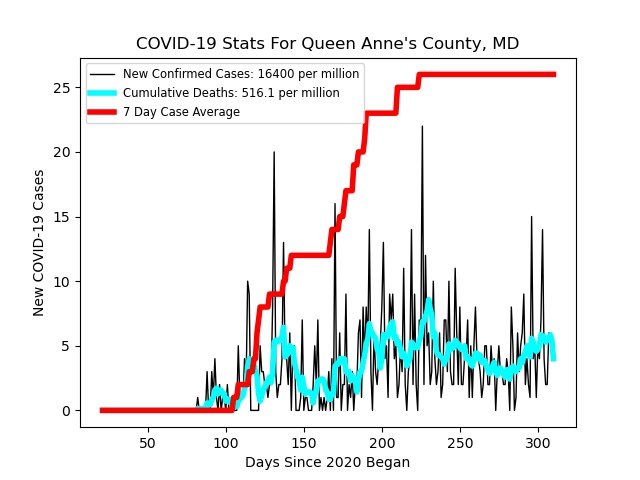 COVID-19 Stats For Queen Anne's County, MD
New Confirmed Cases: 16400 per million
Cumulative Deaths: 516.1 per million
7 Day Case Average
New COVID-19 Cases
25
20
15
10
5
0
50 100 150 200 250 300
Days Since 2020 Began